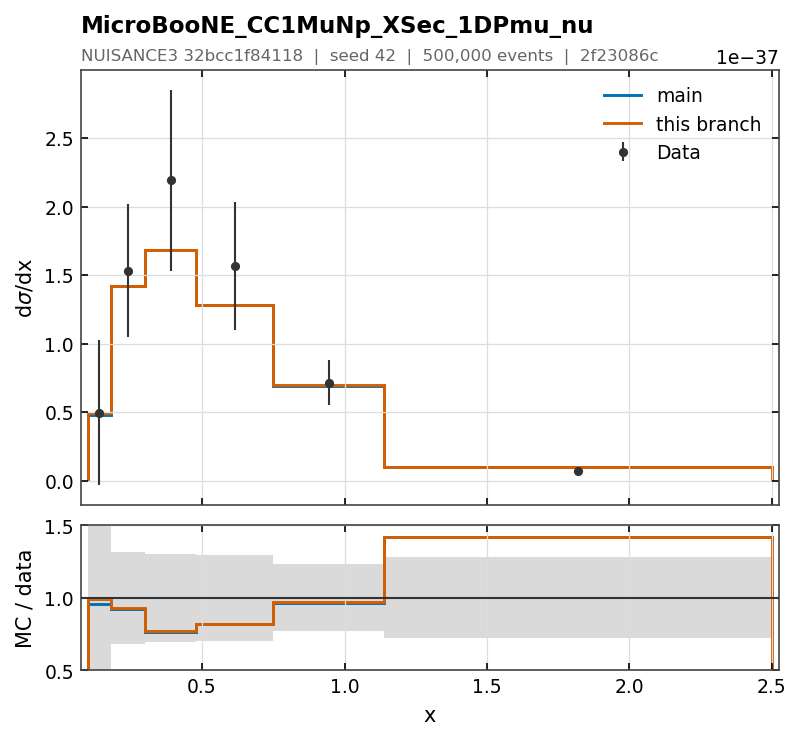 MicroBooNE_CC1MuNp_XSec_1DPmu_nu
NUISANCE3 32bcc1f84118 | seed 42 | 500,000 events | 2f23086c
1e−37
main
this branch
Data
dσ/dx
2.5
2.0
1.5
1.0
0.5
0.0
MC / data
1.5
1.0
0.5
0.5 1.0 1.5 2.0 2.5
x